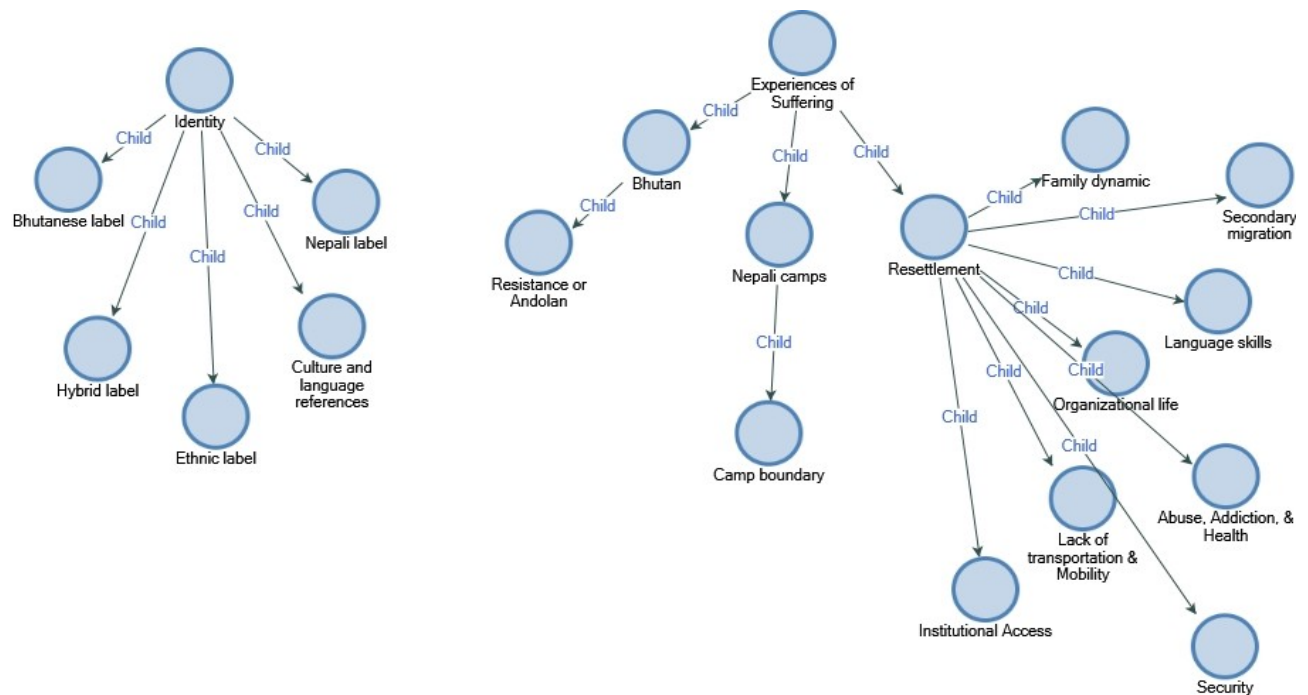 Identity
Child
Child
Child
Child
Child
Bhutanese label
Nepali label
Hybrid label
Culture and
language
references
Ethnic label
Experiences of
Suffering
Child
Child
Child
Bhutan
Child
Resistance or
Andolan
Nepali camps
Child
Camp boundary
Resettlement
Child
Family dynamic
Child
Secondary
migration
Child
Language skills
Child
Organizational life
Child
Abuse, Addiction, &
Health
Child
Lack of
transportation &
Mobility
Child
Institutional Access
Child
Security